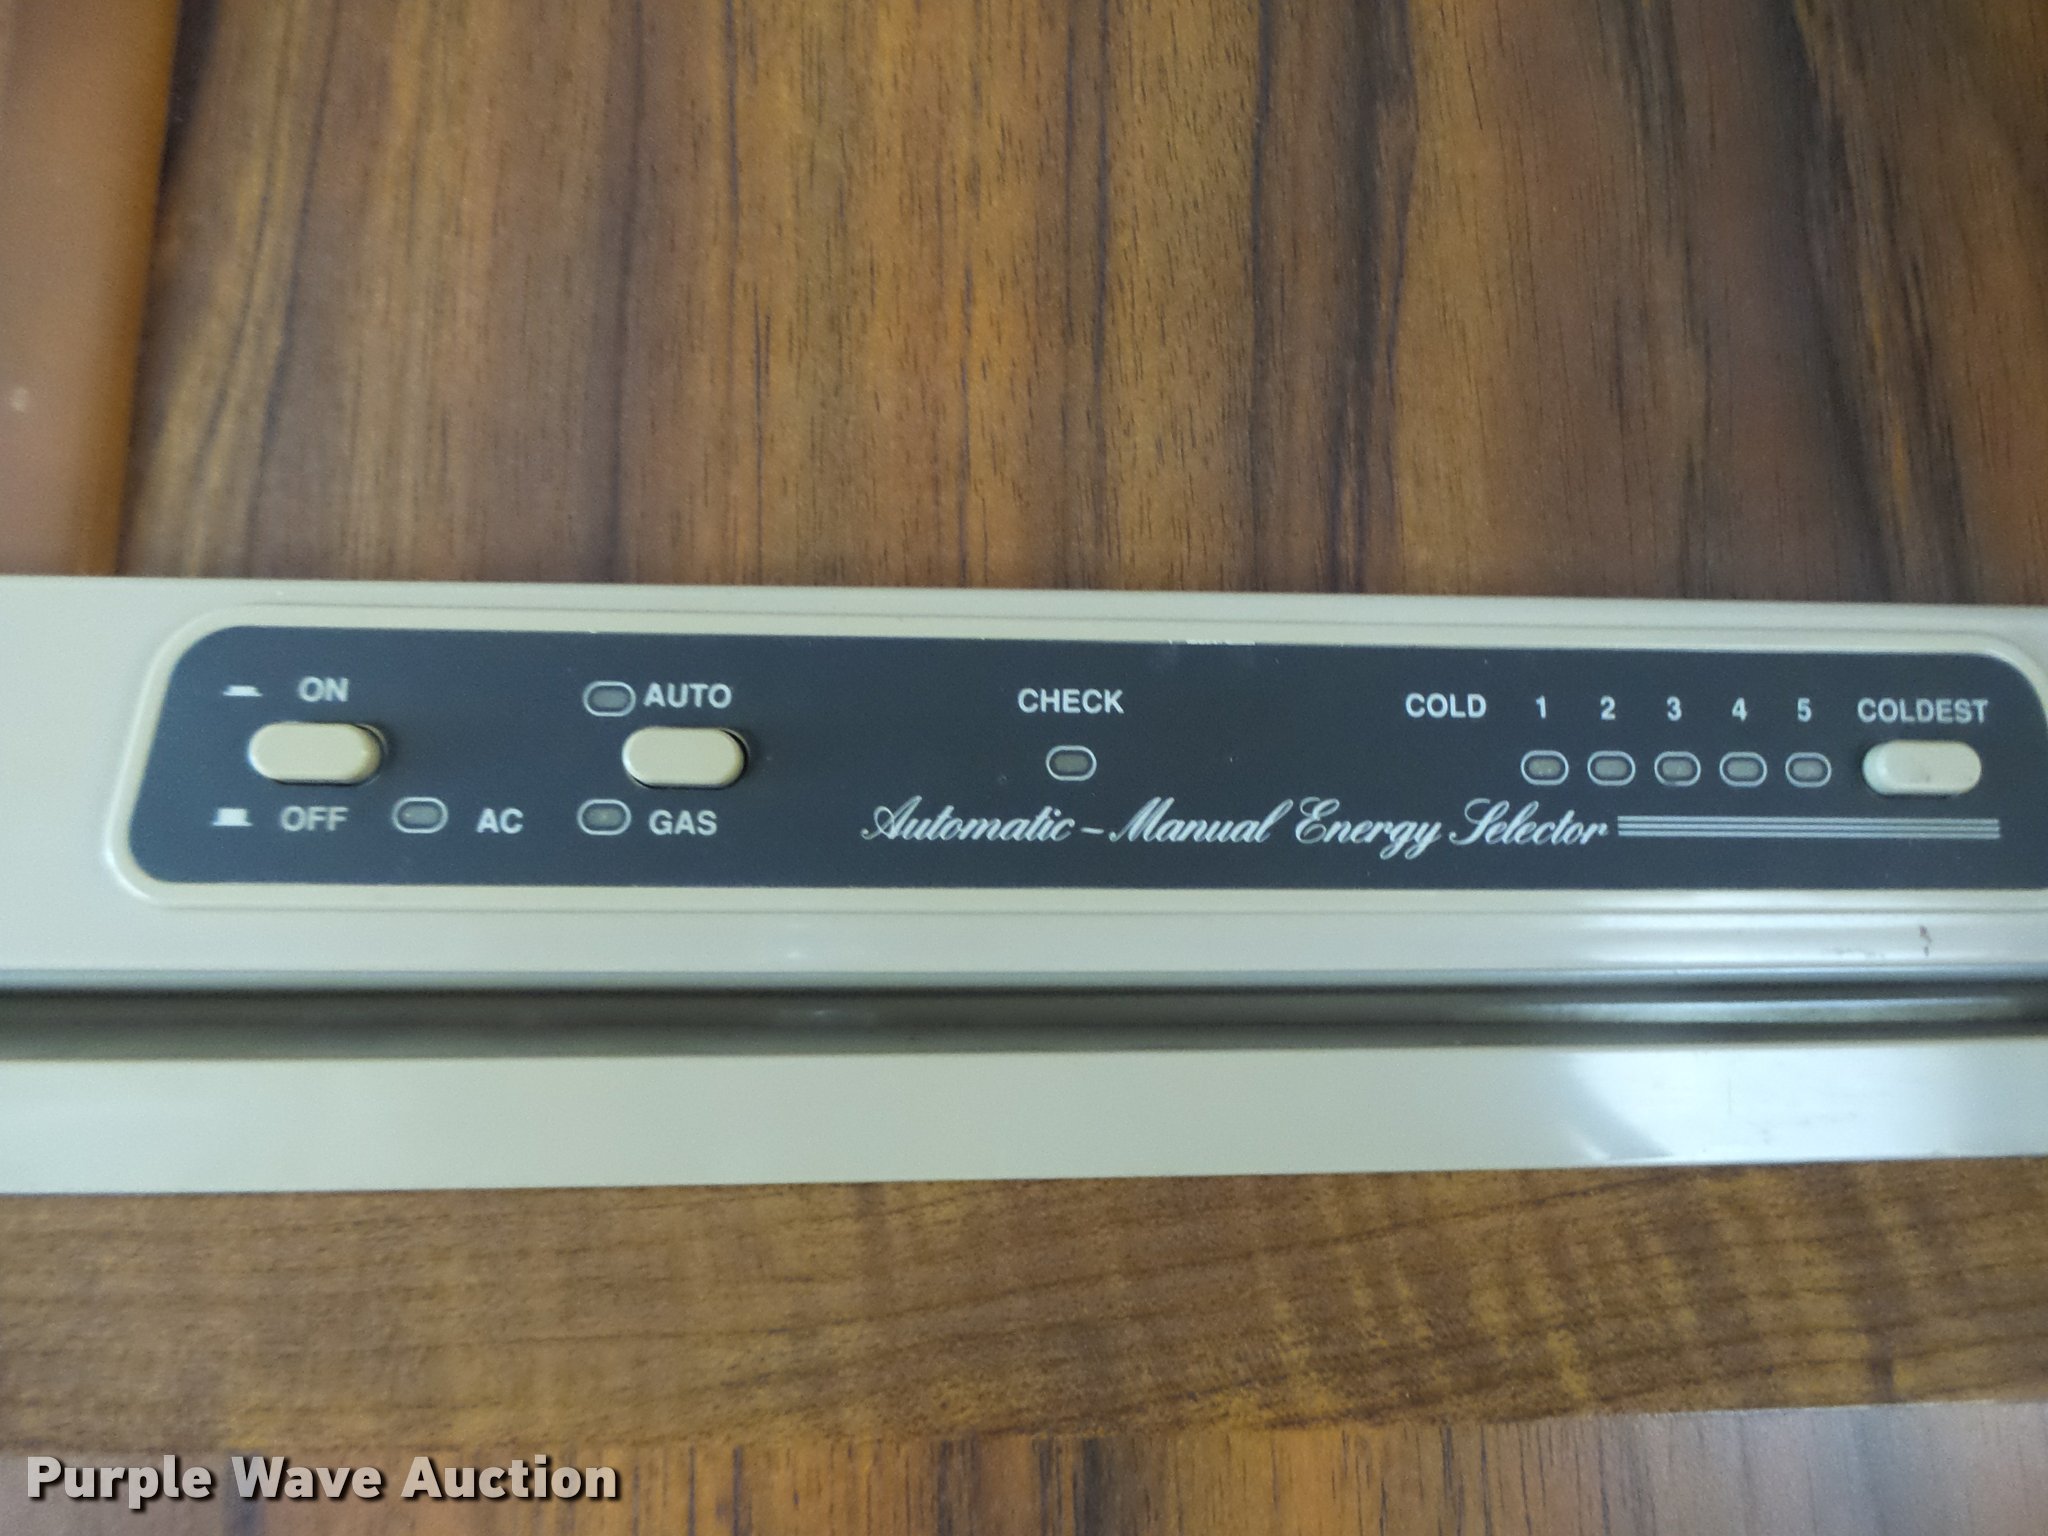 ON AUTO CHECK COLD 1 2 3 4 5 COLDEST
OFF AC GAS
Automatic - Manual Energy Selector
Purple Wave Auction